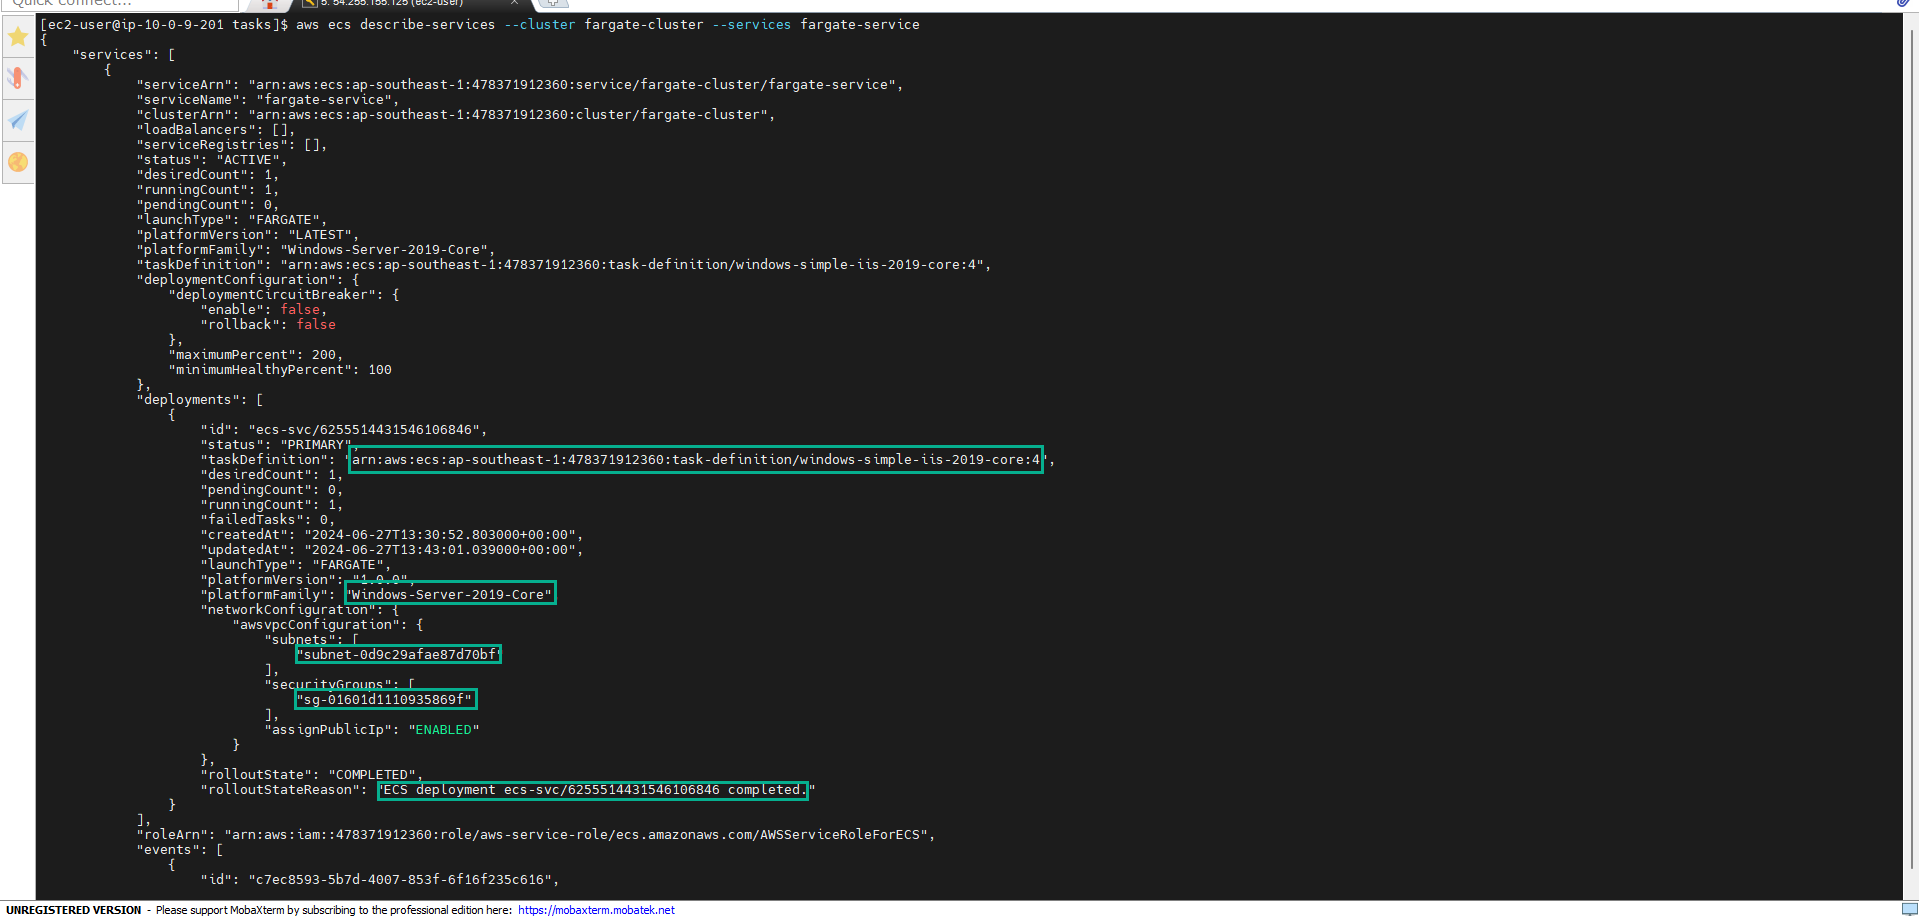 Quick connect...
5. 54.255.155.125 (ec2-user)
[ec2-user@ip-10-0-9-201 tasks]$ aws ecs describe-services --cluster fargate-cluster --services fargate-service
{
"services": [
{
"serviceArn": "arn:aws:ecs:ap-southeast-1:478371912360:service/fargate-cluster/fargate-service",
"serviceName": "fargate-service",
"clusterArn": "arn:aws:ecs:ap-southeast-1:478371912360:cluster/fargate-cluster",
"loadBalancers": [],
"serviceRegistries": [],
"status": "ACTIVE",
"desiredCount": 1,
"runningCount": 1,
"pendingCount": 0,
"launchType": "FARGATE",
"platformVersion": "LATEST",
"platformFamily": "Windows-Server-2019-Core",
"taskDefinition": "arn:aws:ecs:ap-southeast-1:478371912360:task-definition/windows-simple-iis-2019-core:4",
"deploymentConfiguration": {
"deploymentCircuitBreaker": {
"enable": false,
"rollback": false
},
"maximumPercent": 200,
"minimumHealthyPercent": 100
},
"deployments": [
{
"id": "ecs-svc/6255514431546106846",
"status": "PRIMARY",
"taskDefinition": "arn:aws:ecs:ap-southeast-1:478371912360:task-definition/windows-simple-iis-2019-core:4",
"desiredCount": 1,
"pendingCount": 0,
"runningCount": 1,
"failedTasks": 0,
"createdAt": "2024-06-27T13:30:52.803000+00:00",
"updatedAt": "2024-06-27T13:43:01.039000+00:00",
"launchType": "FARGATE",
"platformVersion": "1.0.0",
"platformFamily": "Windows-Server-2019-Core"
"networkConfiguration": {
"awsvpcConfiguration": {
"subnets": [
"subnet-0d9c29afae87d70bf"
],
"securityGroups": [
"sg-01601d1110935869f"
],
"assignPublicIp": "ENABLED"
}
},
"rolloutState": "COMPLETED",
"rolloutStateReason": "ECS deployment ecs-svc/6255514431546106846 completed."
}
],
"roleArn": "arn:aws:iam::478371912360:role/aws-service-role/ecs.amazonaws.com/AWSServiceRoleForECS",
"events": [
{
"id": "c7ec8593-5b7d-4007-853f-6f16f235c616",
UNREGISTERED VERSION - Please support MobaXterm by subscribing to the professional edition here: https://mobaxterm.mobatek.net